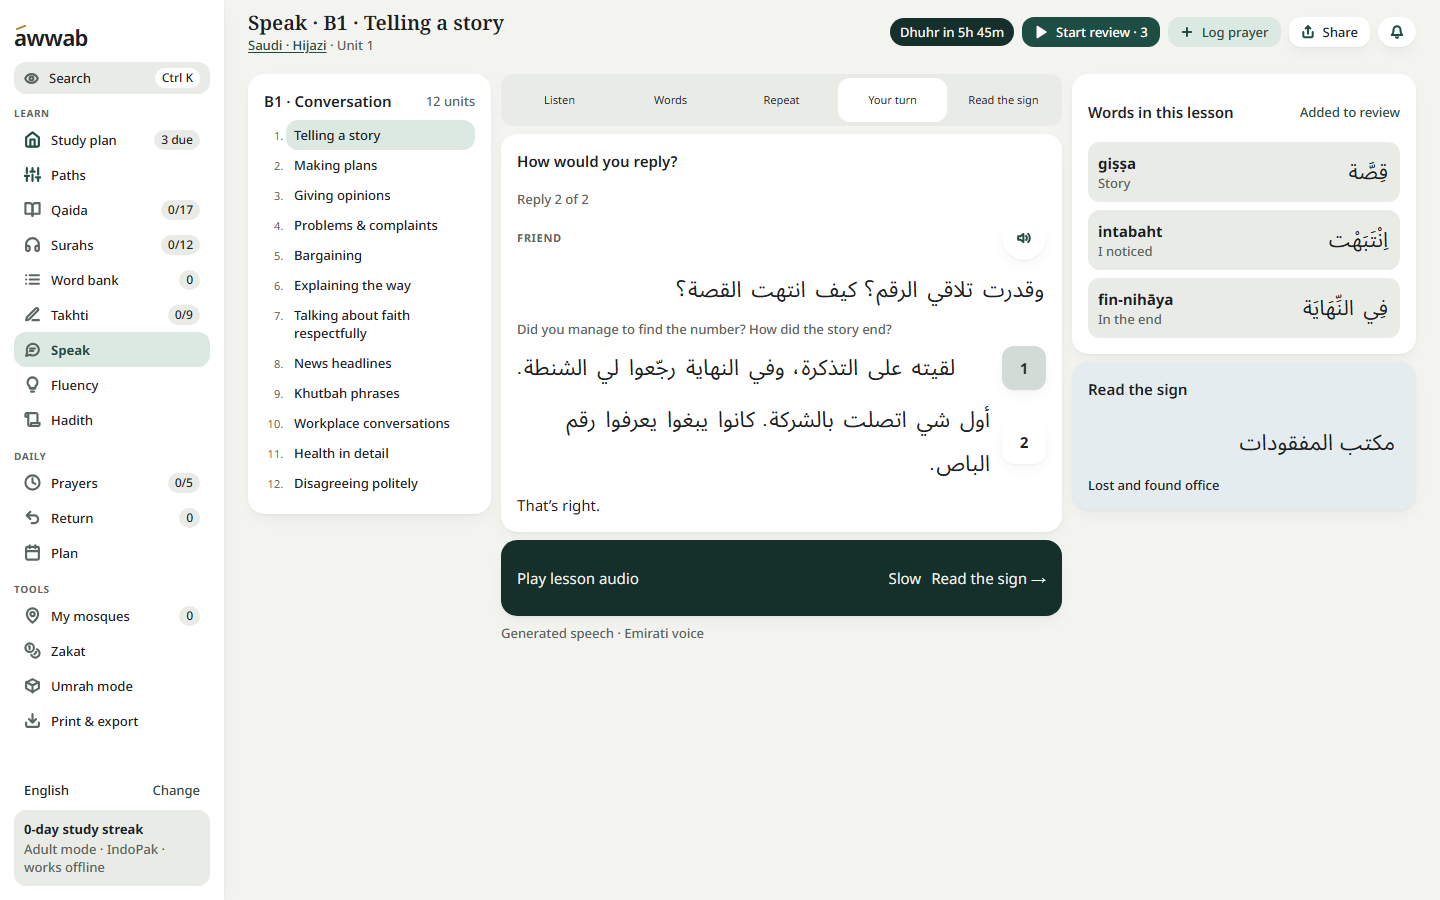 awwab
Search Ctrl K
LEARN
Study plan 3 due
Paths
Qaida 0/17
Surahs 0/12
Word bank 0
Takhti 0/9
Speak
Fluency
Hadith
DAILY
Prayers 0/5
Return 0
Plan
TOOLS
My mosques 0
Zakat
Umrah mode
Print & export
English Change
0-day study streak
Adult mode · IndoPak ·
works offline
Speak · B1 · Telling a story
Saudi · Hijazi · Unit 1
Dhuhr in 5h 45m
Start review · 3
Log prayer
Share
B1 · Conversation 12 units
1. Telling a story
2. Making plans
3. Giving opinions
4. Problems & complaints
5. Bargaining
6. Explaining the way
7. Talking about faith
respectfully
8. News headlines
9. Khutbah phrases
10. Workplace conversations
11. Health in detail
12. Disagreeing politely
Listen Words Repeat Your turn Read the sign
How would you reply?
Reply 2 of 2
FRIEND
وقدرت تلاقي الرقم؟ كيف انتهت القصة؟
Did you manage to find the number? How did the story end?
1 لقيته على التذكرة، وفي النهاية رجّعوا لي الشنطة.
2 أول شي اتصلت بالشركة. كانوا يبغوا يعرفوا رقم
الباص.
That's right.
Play lesson audio Slow Read the sign →
Generated speech · Emirati voice
Words in this lesson Added to review
giṣṣa قِصَّة
Story
intabaht اِنْتَبَهْت
I noticed
fin-nihāya فِي النِّهَايَة
In the end
Read the sign
مكتب المفقودات
Lost and found office